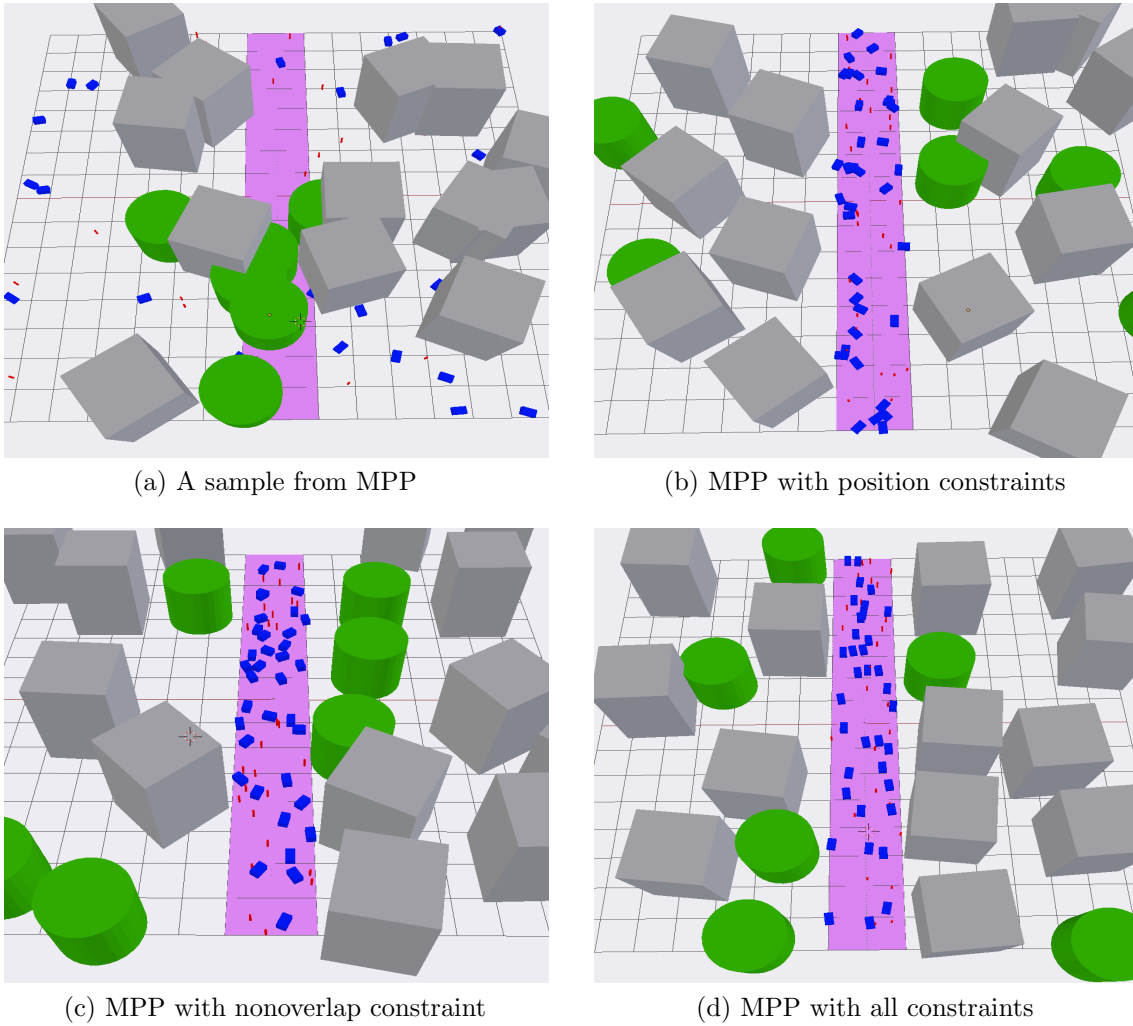 (a) A sample from MPP
(b) MPP with position constraints
(c) MPP with nonoverlap constraint
(d) MPP with all constraints